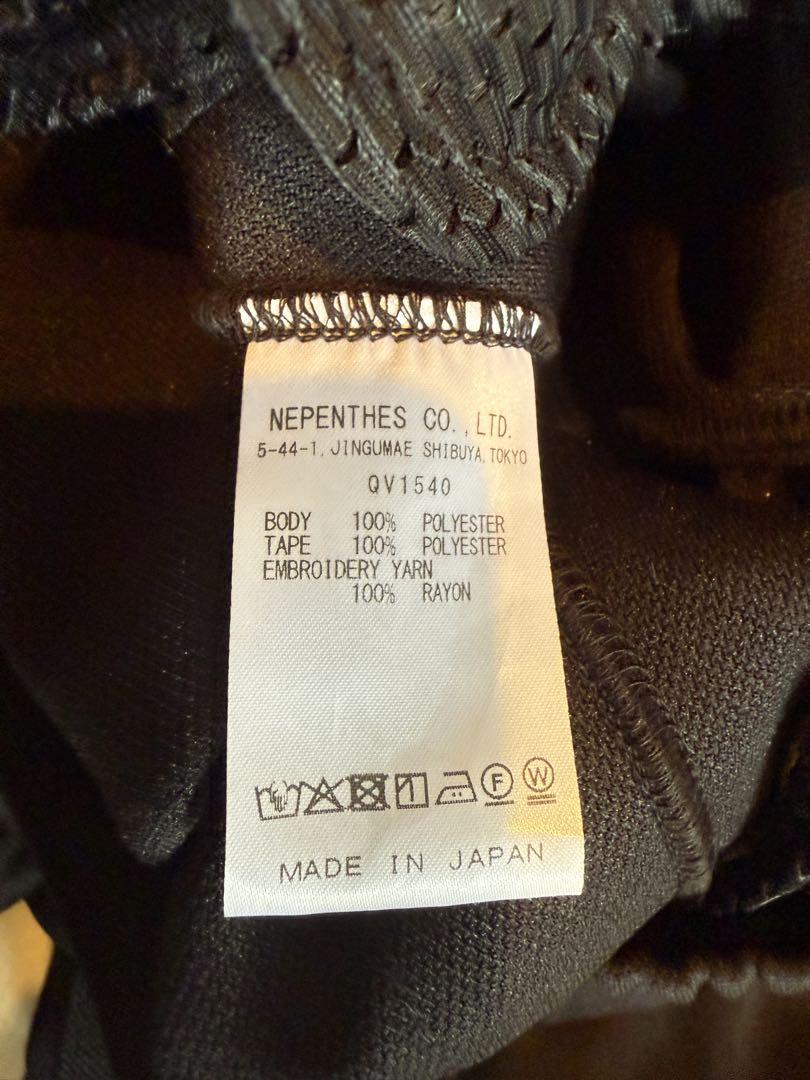 NEPENTHES CO.,LTD.
5-44-1, JINGUMAE SHIBUYA, TOKYO
QV1540
BODY 100% POLYESTER
TAPE 100% POLYESTER
EMBROIDERY YARN
100% RAYON
F W
MADE IN JAPAN